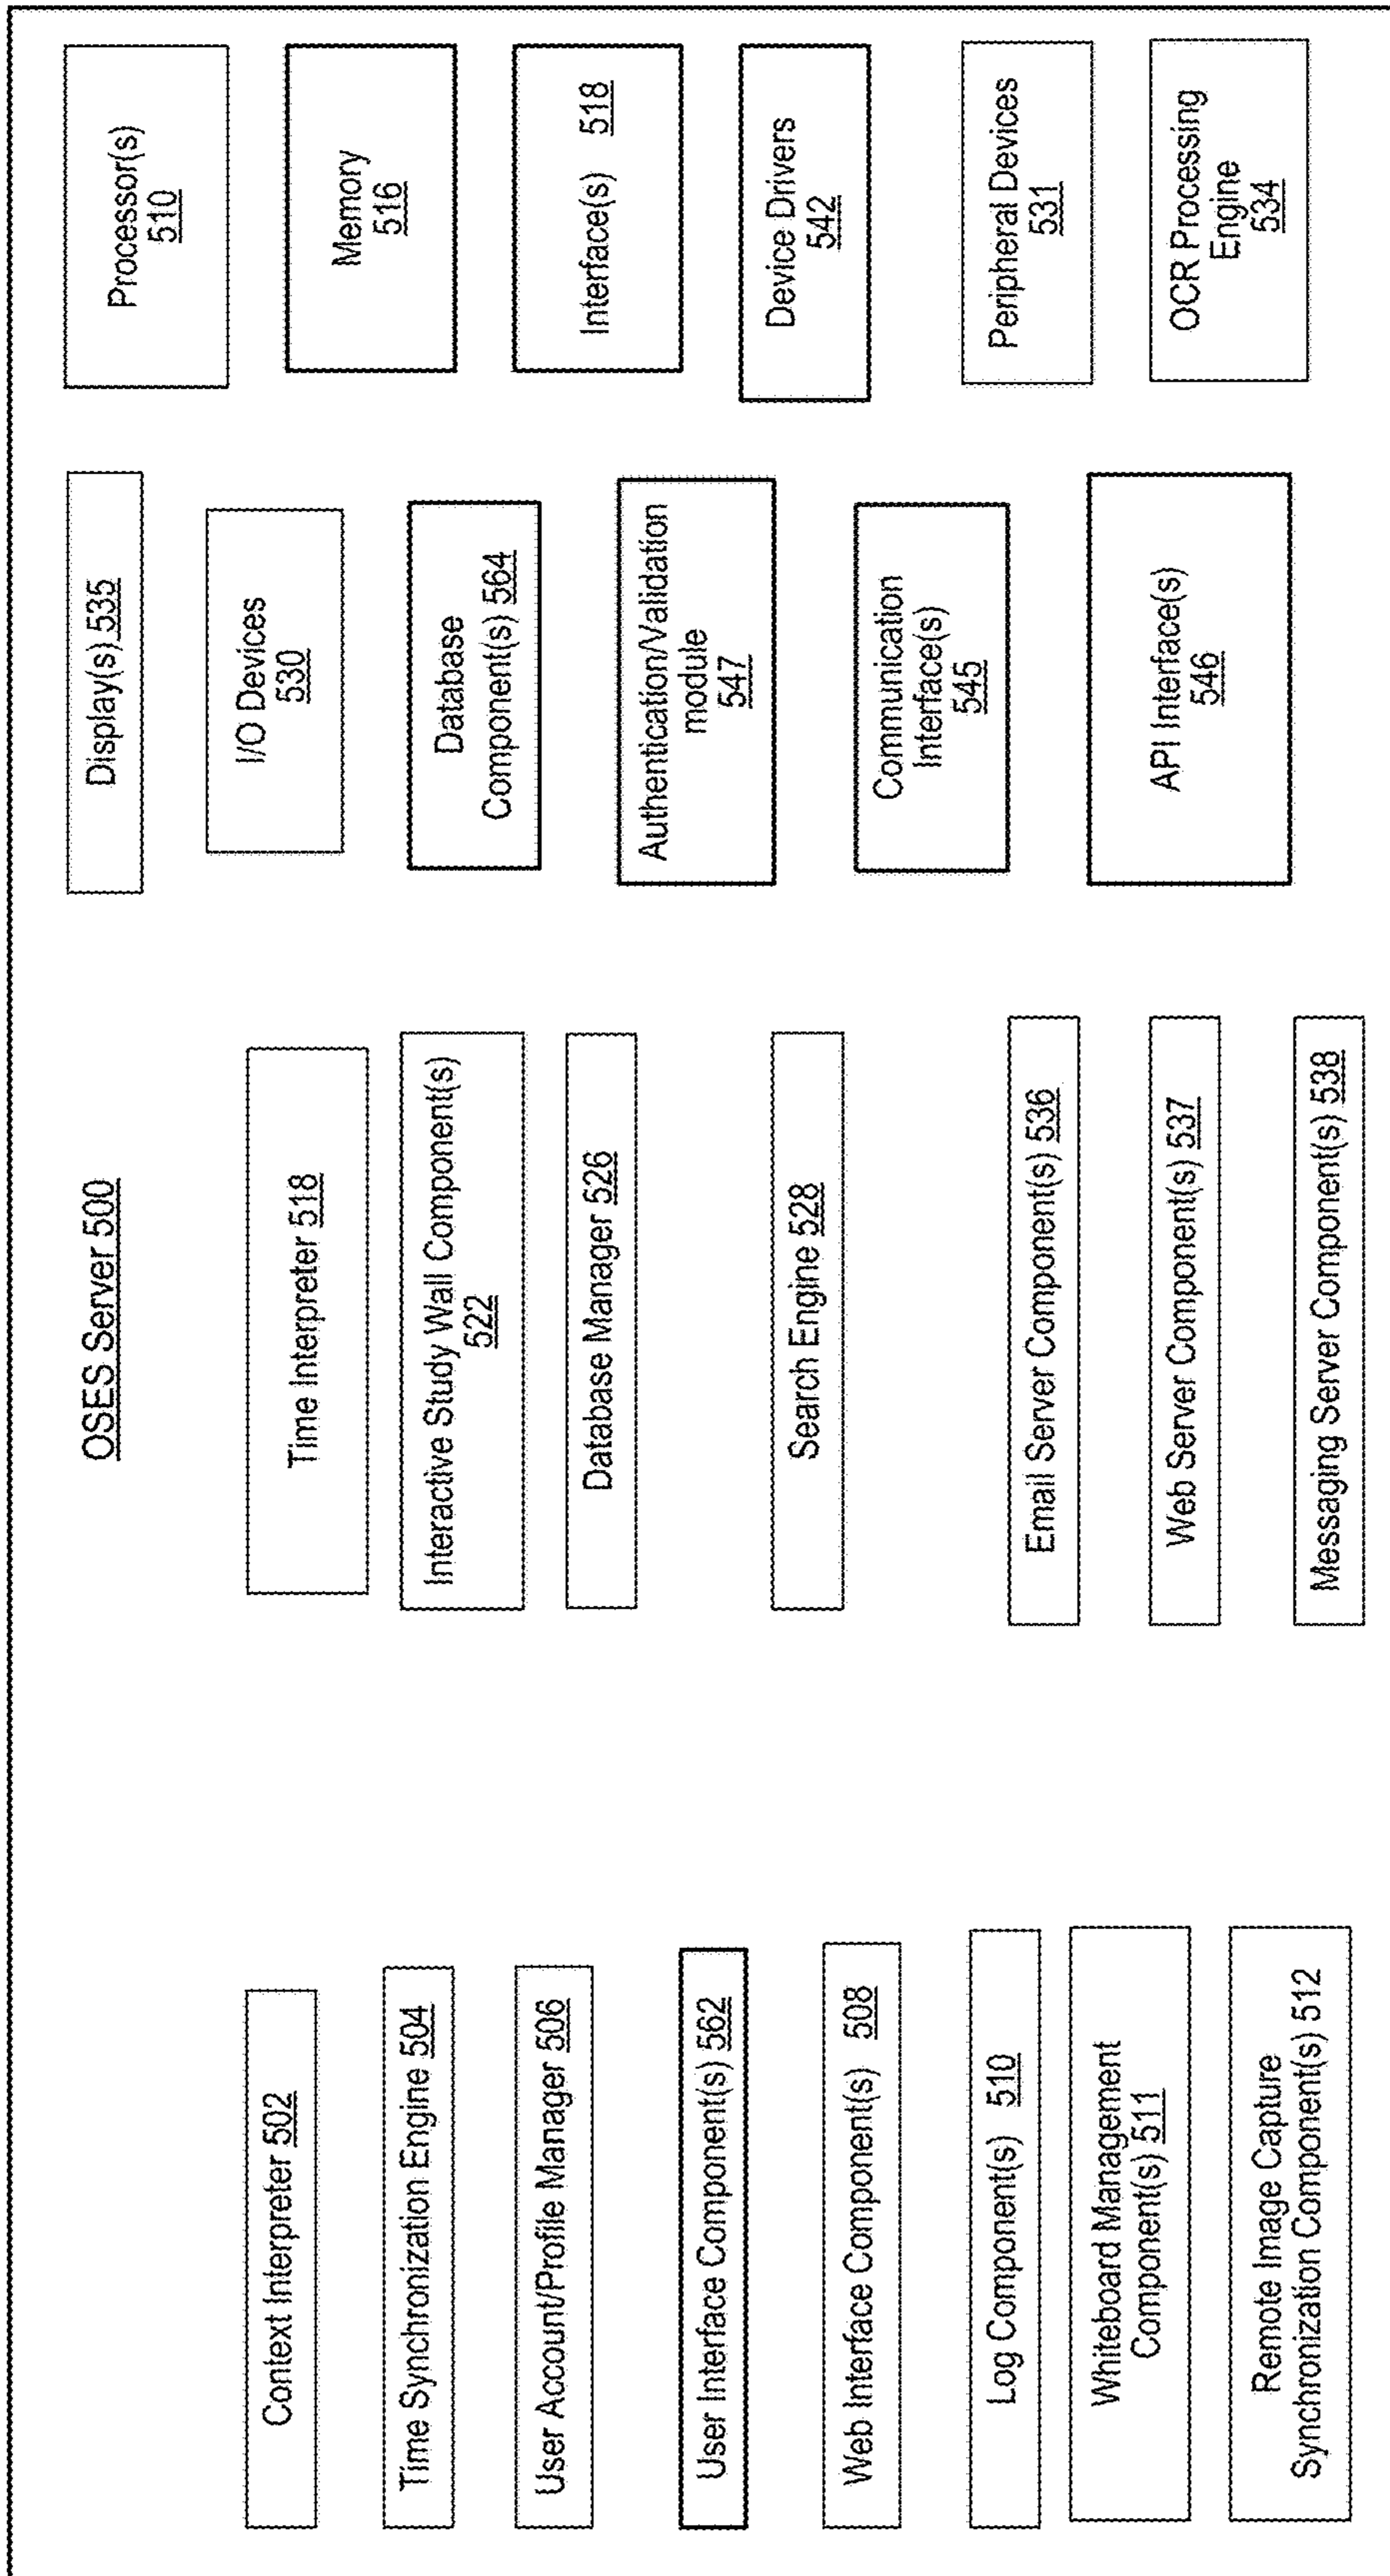 OSES Server 500
Context Interpreter 502
Time Synchronization Engine 504
User Account/Profile Manager 506
User Interface Component(s) 562
Web Interface Component(s) 508
Log Component(s) 510
Whiteboard Management
Component(s) 511
Remote Image Capture
Synchronization Component(s) 512
Time Interpreter 518
Interactive Study Wall Component(s)
522
Database Manager 526
Search Engine 528
Email Server Component(s) 536
Web Server Component(s) 537
Messaging Server Component(s) 538
Display(s) 535
I/O Devices
530
Database
Component(s) 564
Authentication/Validation
module
547
Communication
Interface(s)
545
API Interface(s)
546
Processor(s)
510
Memory
516
Interface(s) 518
Device Drivers
542
Peripheral Devices
531
OCR Processing
Engine
534